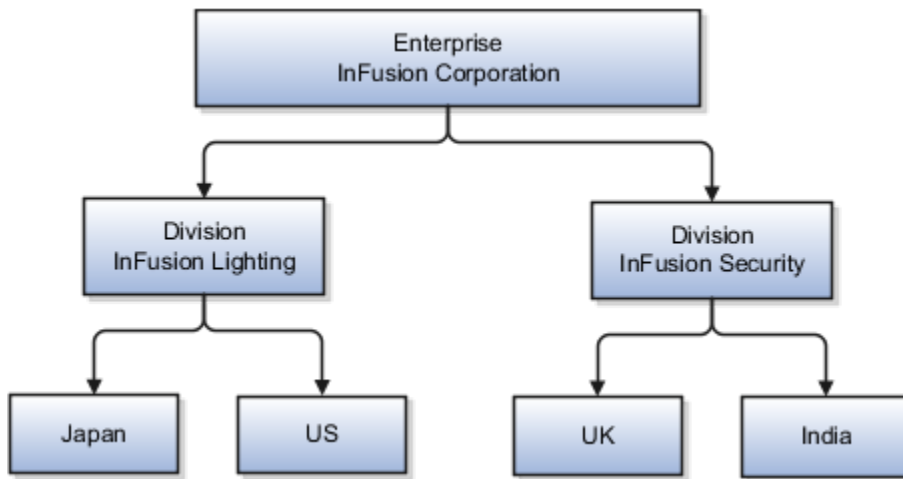 Enterprise
InFusion Corporation
Division
InFusion Lighting
Division
InFusion Security
Japan
US
UK
India